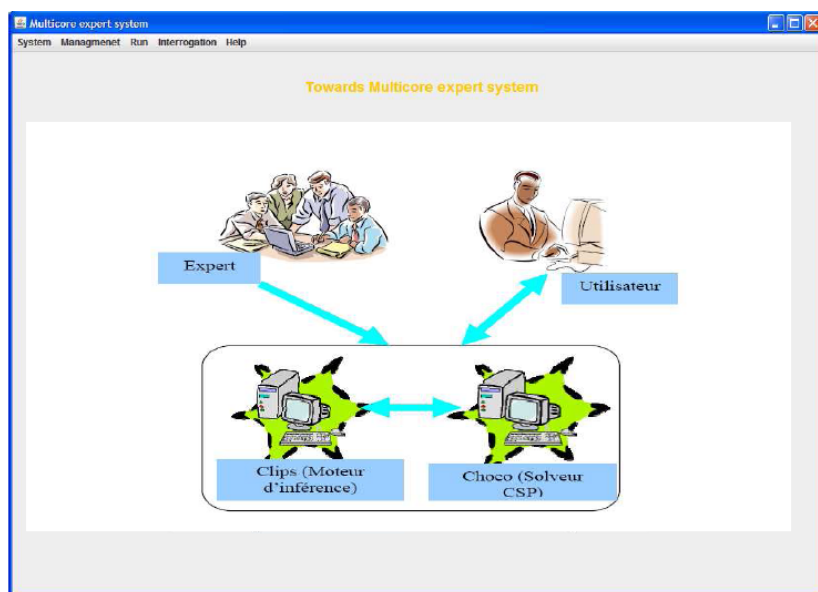 Multicore expert system
System Managmenet Run Interrogation Help
Towards Multicore expert system
Expert
Utilisateur
Clips (Moteur
d'inférence)
Choco (Solveur
CSP)